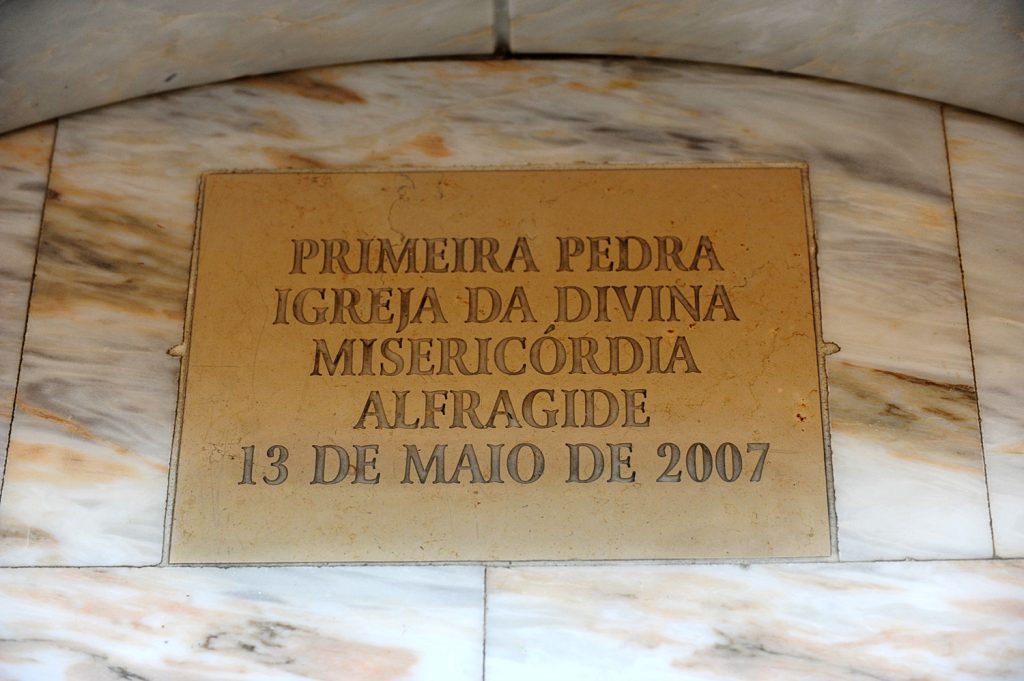 PRIMEIRA PEDRA
IGREJA DA DIVINA
MISERICÓRDIA
ALFRAGIDE
13 DE MAIO DE 2007